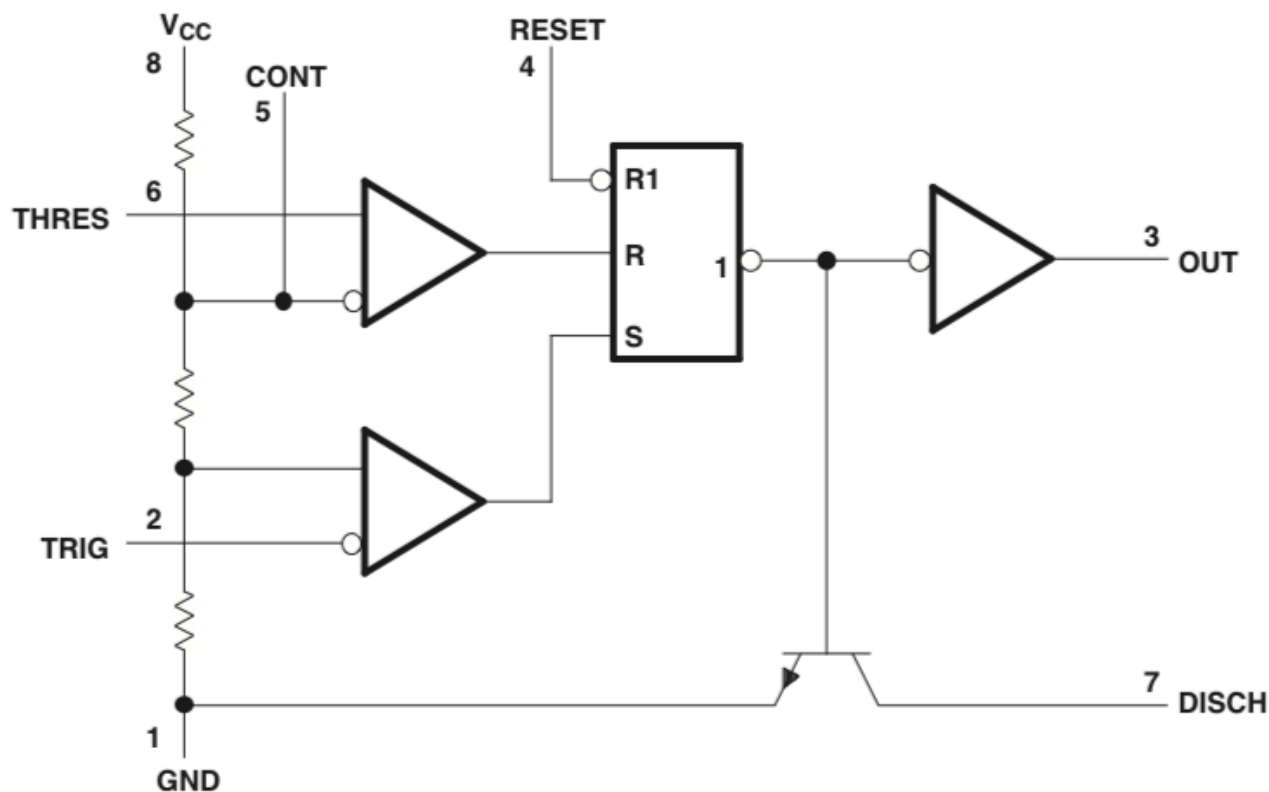 VCC
8
RESET
4
CONT
5
6
THRES
R1
R
1
S
3
OUT
2
TRIG
7
DISCH
1
GND